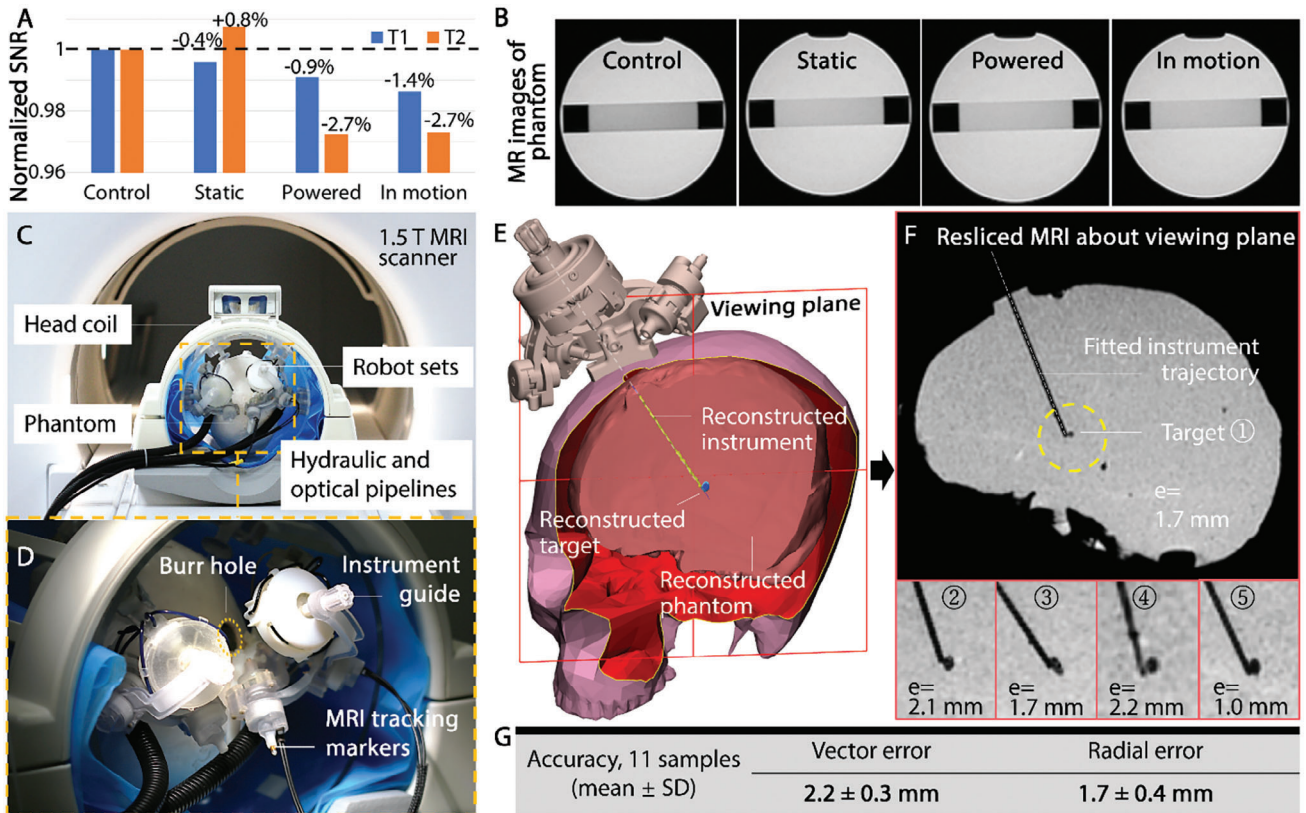 A
Normalized SNR
1
0.98
0.96
-0.4%
+0.8%
-0.9%
-2.7%
-1.4%
-2.7%
T1
T2
Control
Static
Powered
In motion
B
MR images of
phantom
Control
Static
Powered
In motion
C
1.5 T MRI
scanner
Head coil
Robot sets
Phantom
Hydraulic and
optical pipelines
D
Burr hole
Instrument
guide
MRI tracking
markers
E
Viewing plane
Reconstructed
instrument
Reconstructed
target
Reconstructed
phantom
F
Resliced MRI about viewing plane
Fitted instrument
trajectory
Target ①
e=
1.7 mm
②
e=
2.1 mm
③
e=
1.7 mm
④
e=
2.2 mm
⑤
e=
1.0 mm
G
Accuracy, 11 samples
(mean ± SD)
Vector error
Radial error
2.2 ± 0.3 mm
1.7 ± 0.4 mm